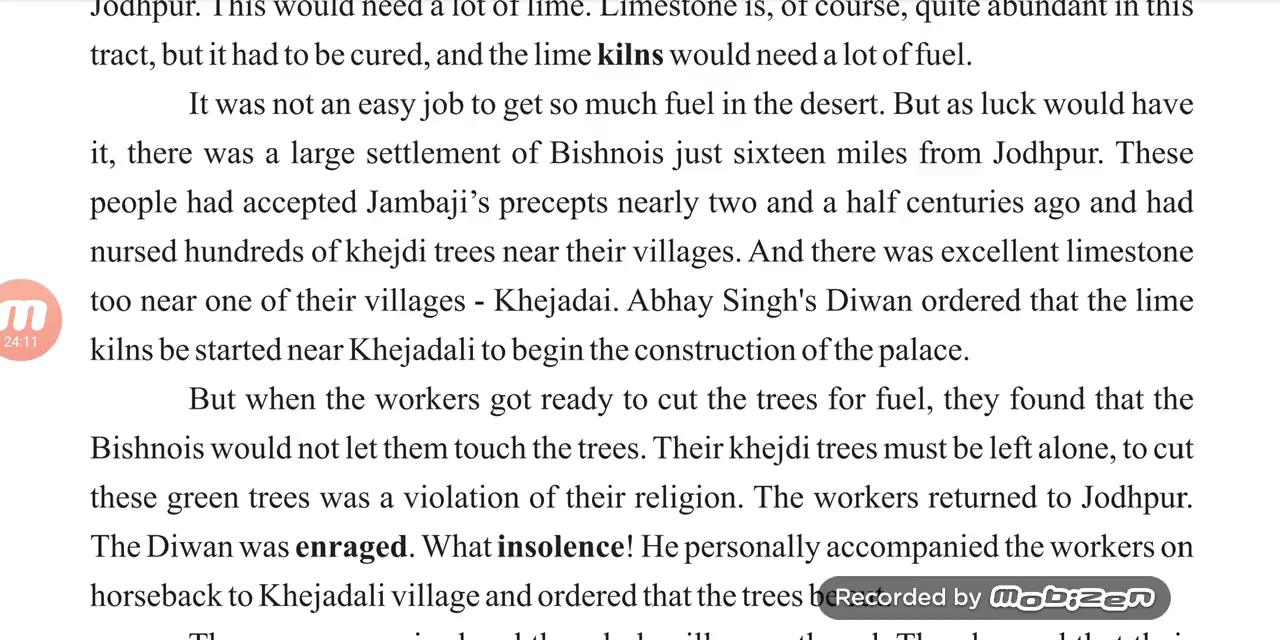 Jodhpur. This would need a lot of lime. Limestone is, of course, quite abundant in this
tract, but it had to be cured, and the lime kilns would need a lot of fuel.
It was not an easy job to get so much fuel in the desert. But as luck would have
it, there was a large settlement of Bishnois just sixteen miles from Jodhpur. These
people had accepted Jambaji’s precepts nearly two and a half centuries ago and had
nursed hundreds of khejdi trees near their villages. And there was excellent limestone
too near one of their villages - Khejadai. Abhay Singh's Diwan ordered that the lime
kilns be started near Khejadali to begin the construction of the palace.
But when the workers got ready to cut the trees for fuel, they found that the
Bishnois would not let them touch the trees. Their khejdi trees must be left alone, to cut
these green trees was a violation of their religion. The workers returned to Jodhpur.
The Diwan was enraged. What insolence! He personally accompanied the workers on
horseback to Khejadali village and ordered that the trees
Recorded by mobizen
m
24:11